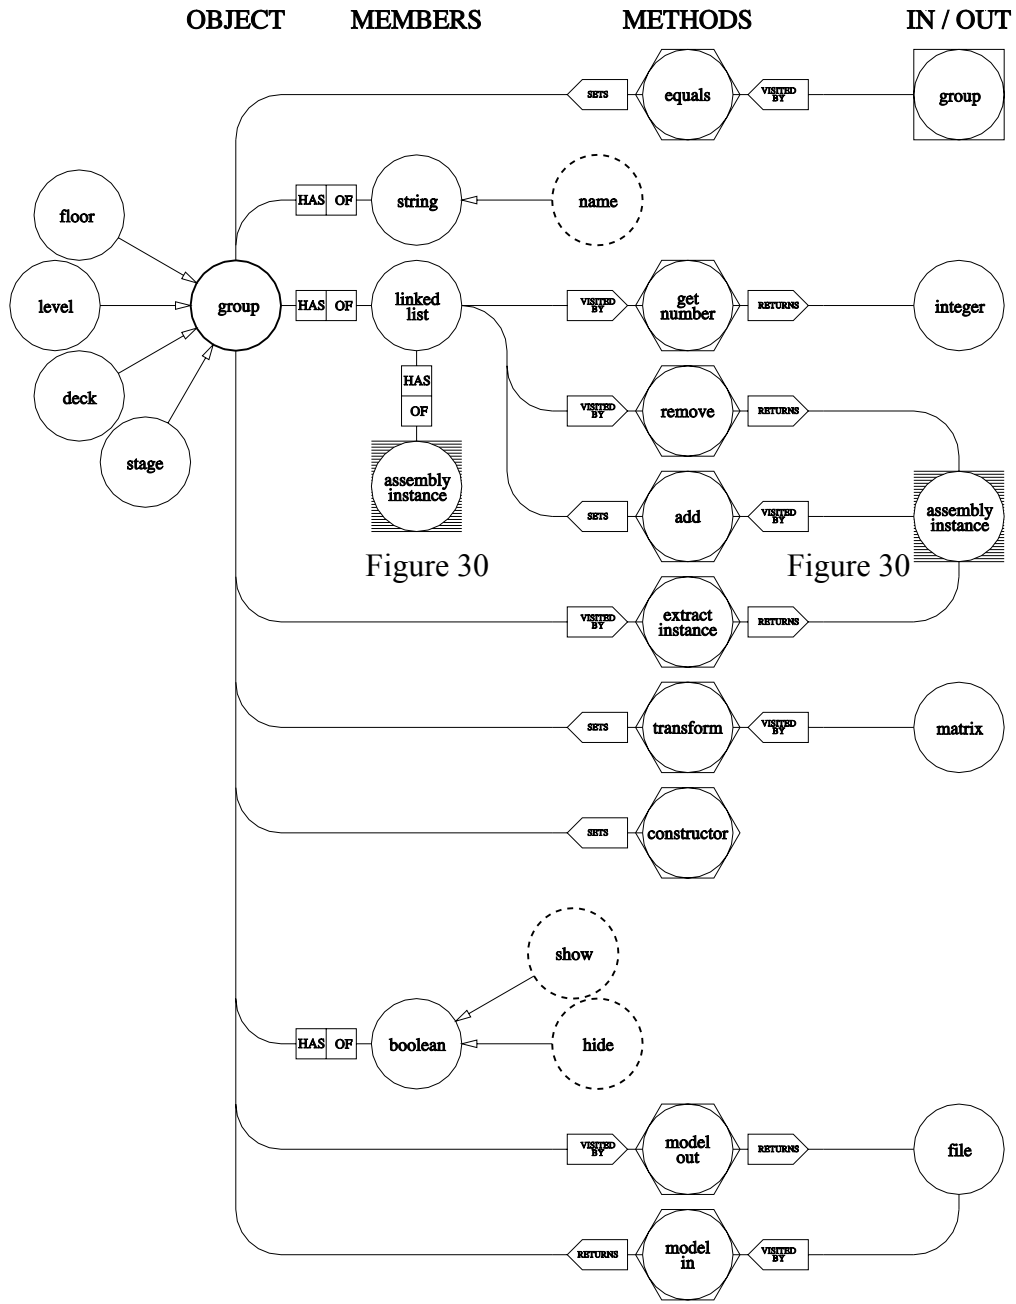 OBJECT MEMBERS METHODS IN / OUT
SETS equals VISITED BY group
HAS OF string name
floor
level group HAS OF linked list VISITED BY get number RETURNS integer
deck HAS OF VISITED BY remove RETURNS
stage
assembly instance SETS add VISITED BY assembly instance
Figure 30 Figure 30
VISITED BY extract instance RETURNS
SETS transform VISITED BY matrix
SETS constructor
show
HAS OF boolean hide
VISITED BY model out RETURNS file
RETURNS model in VISITED BY